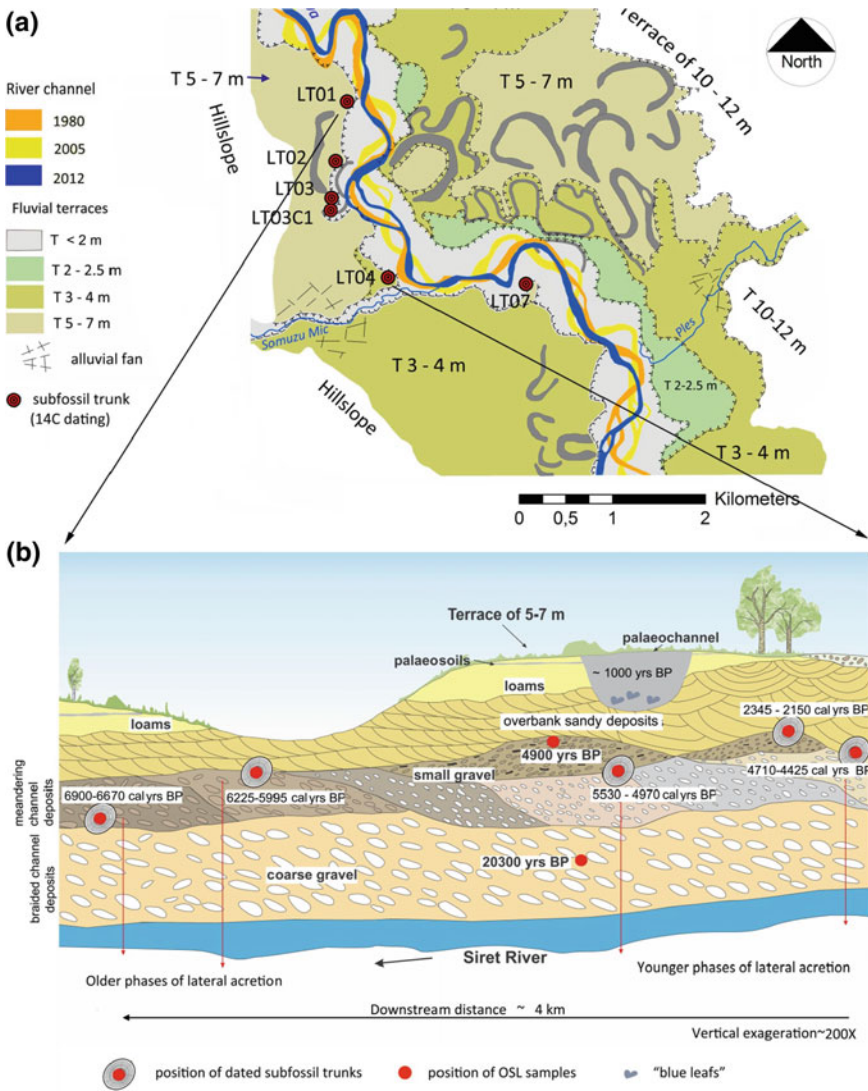 (a)
T 5 - 7 m
Hillslope
LT01
LT02
LT03
LT03C1
LT04
LT07
T 5 - 7 m
Terrace of 10 - 12 m
North
River channel
1980
2005
2012
Fluvial terraces
T < 2 m
T 2 - 2.5 m
T 3 - 4 m
T 5 - 7 m
alluvial fan
subfossil trunk
(14C dating)
Somuzu Mic
Hillslope
T 3 - 4 m
Ples
T 10-12 m
T 2-2.5 m
T 3 - 4 m
Kilometers
0 0,5 1 2
(b)
Terrace of 5-7 m
palaeochannel
palaeosoils
~ 1000 yrs BP
loams
loams
overbank sandy deposits
2345 - 2150 cal yrs BP
4900 yrs BP
small gravel
4710-4425 cal yrs BP
6900-6670 cal yrs BP
6225-5995 cal yrs BP
5530 - 4970 cal yrs BP
meandering
channel
deposits
20300 yrs BP
coarse gravel
braided channel
deposits
Siret River
Older phases of lateral acretion
Younger phases of lateral acretion
Downstream distance ~ 4 km
Vertical exageration~200X
position of dated subfossil trunks
position of OSL samples
"blue leafs"